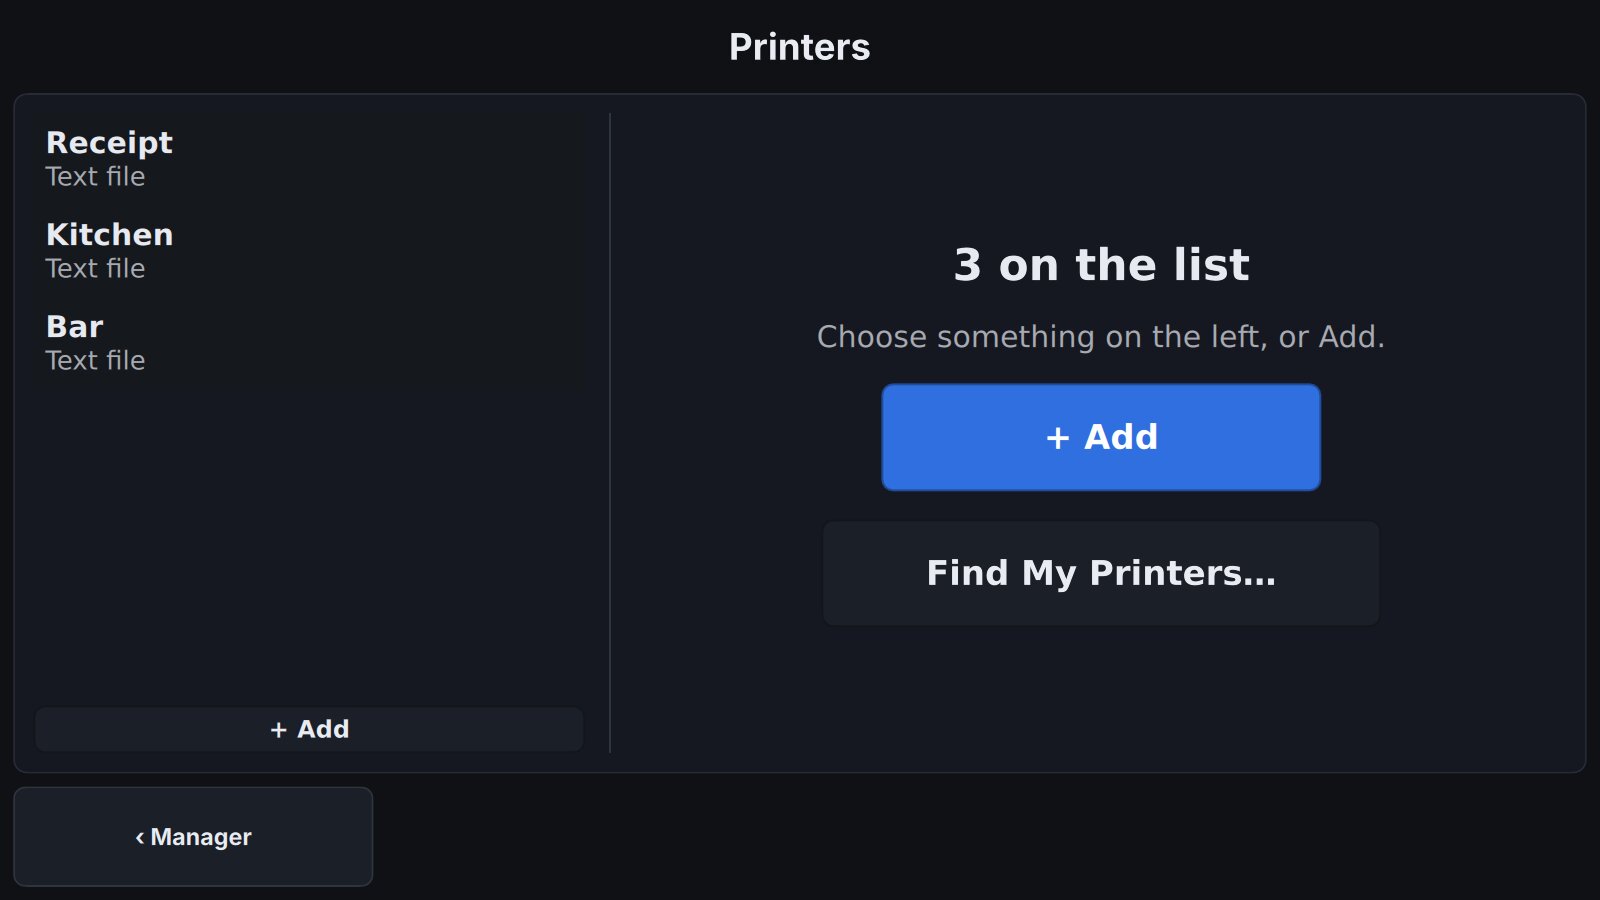 Printers
Receipt
Text file
Kitchen
Text file
Bar
Text file
+ Add
3 on the list
Choose something on the left, or Add.
+ Add
Find My Printers…
‹ Manager